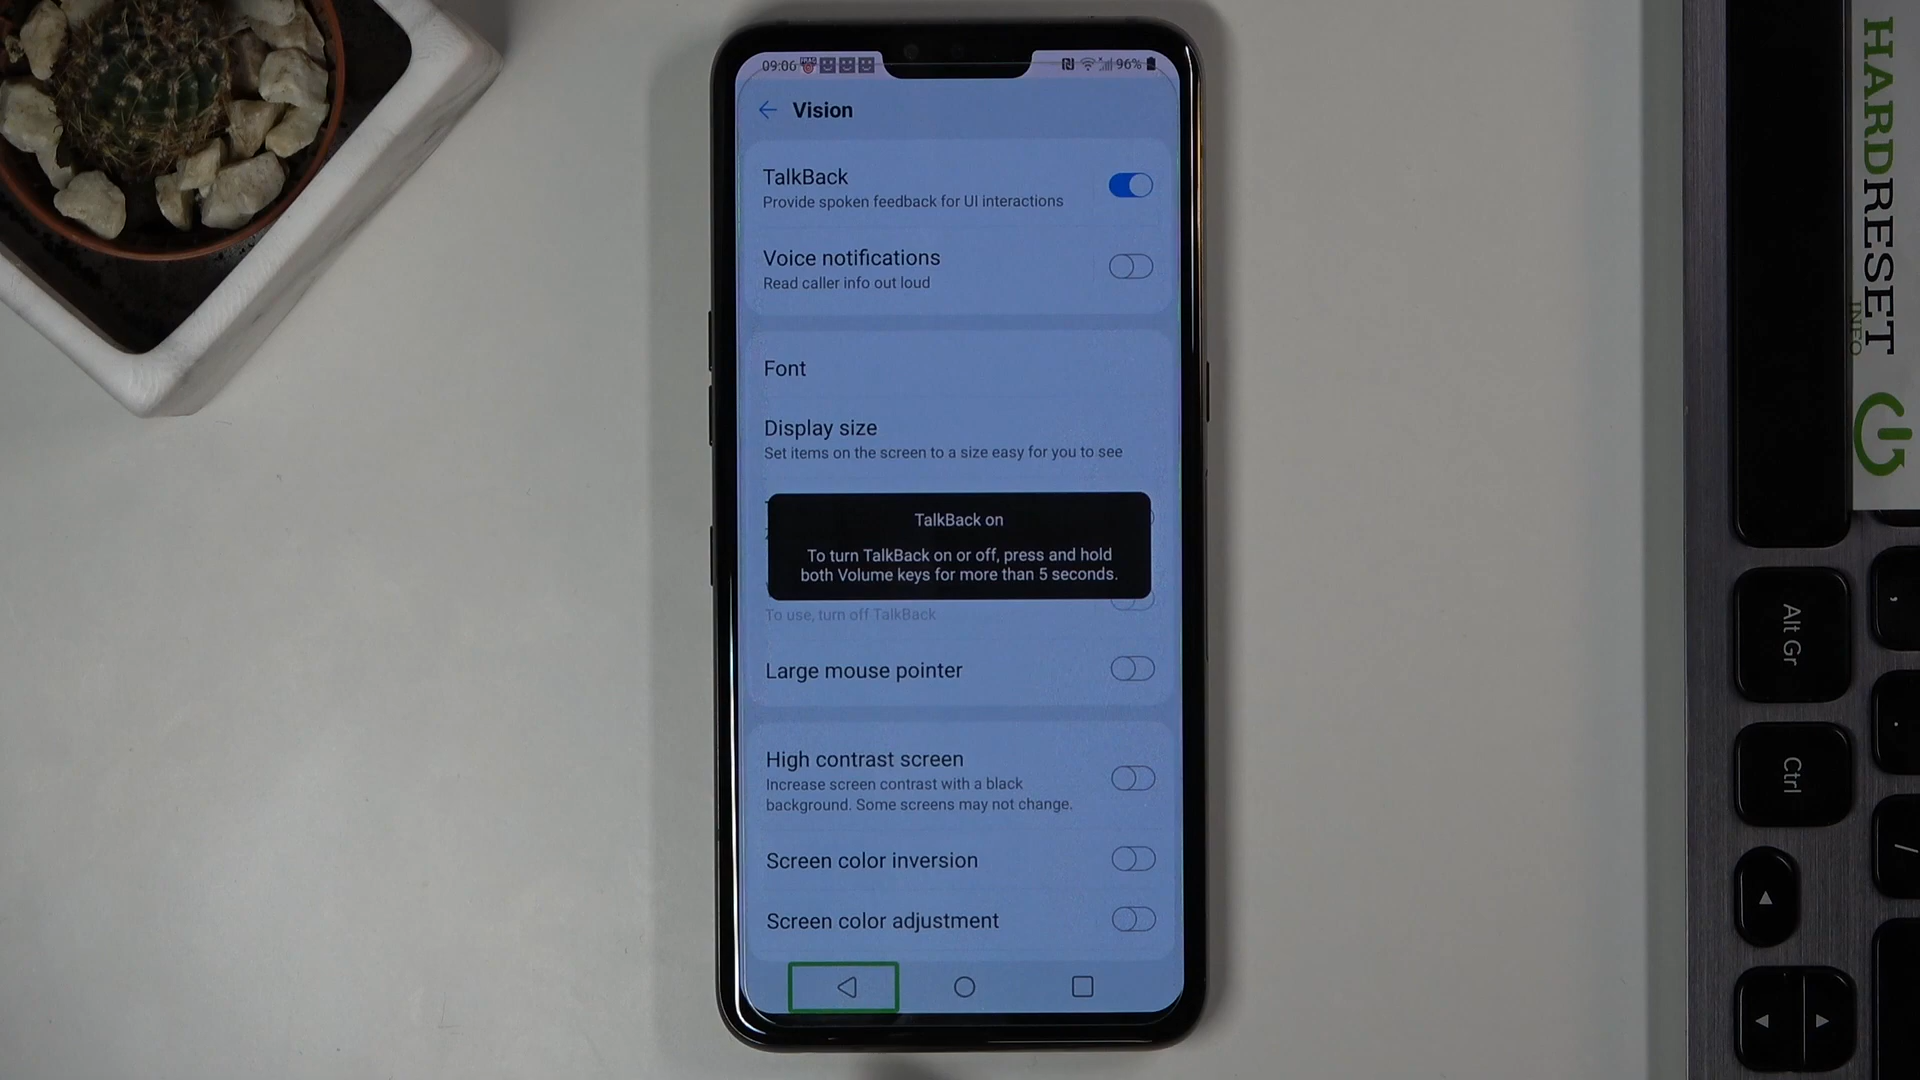 09:06
96%
Vision
TalkBack
Provide spoken feedback for UI interactions
Voice notifications
Read caller info out loud
Font
Display size
Set items on the screen to a size easy for you to see
TalkBack on
To turn TalkBack on or off, press and hold
both Volume keys for more than 5 seconds.
To use, turn off TalkBack
Large mouse pointer
High contrast screen
Increase screen contrast with a black
background. Some screens may not change.
Screen color inversion
Screen color adjustment
HARDRESET
INFO
Alt Gr
Ctrl
,
.
/